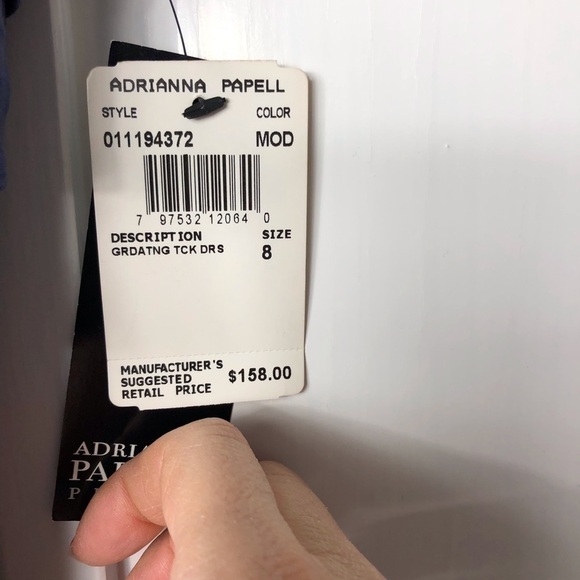 ADRIANNA PAPELL
STYLE COLOR
011194372 MOD
7 97532 12064 0
DESCRIPTION SIZE
GRDATNG TCK DRS 8
MANUFACTURER'S
SUGGESTED
RETAIL PRICE $158.00